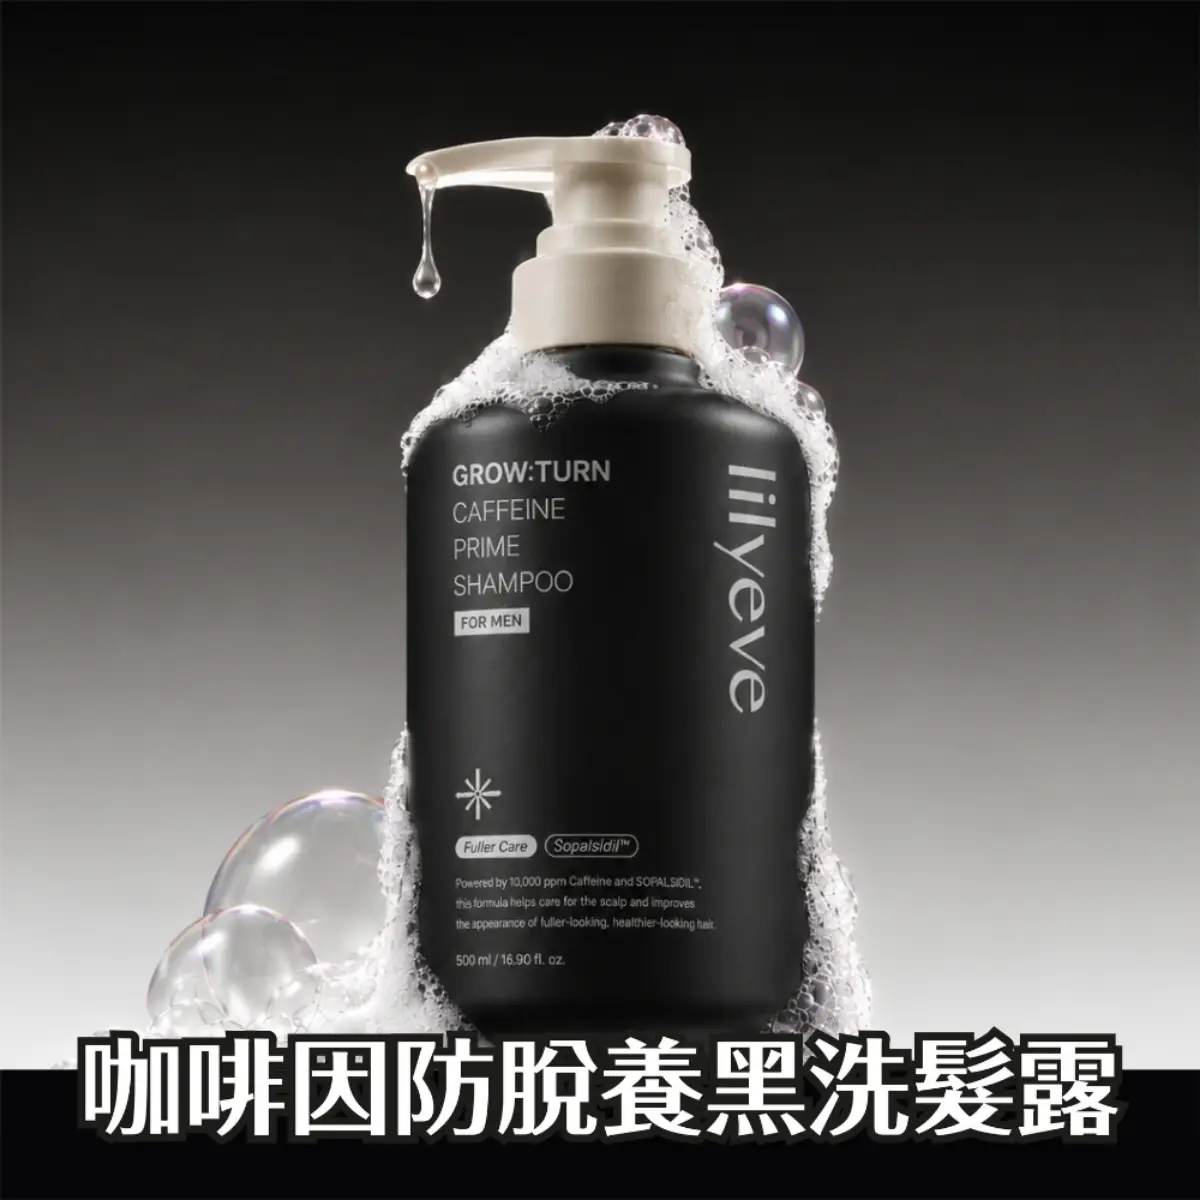 GROW:TURN
CAFFEINE
PRIME
SHAMPOO
FOR MEN
lilyeve
Fuller Care
Sopalsidil™
Powered by 10,000 ppm Caffeine and SOPALSIDIL™,
this formula helps care for the scalp and improves
the appearance of fuller-looking, healthier-looking hair.
500 ml / 16.90 fl. oz.
咖啡因防脫養黑洗髮露